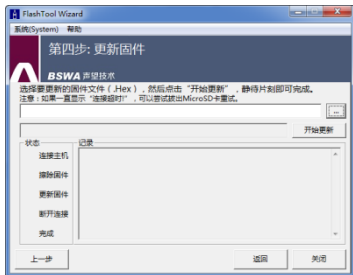 FlashTool Wizard
系统(System) 帮助
第四步: 更新固件
BSWA 声望技术
选择要更新的固件文件（.Hex），然后点击“开始更新”，静待片刻即可完成。
注意：如果一直显示“连接超时!”，可以尝试拔出MicroSD卡重试。
...
开始更新
状态 记录
连接主机
擦除固件
更新固件
断开连接
完成
上一步 返回 关闭